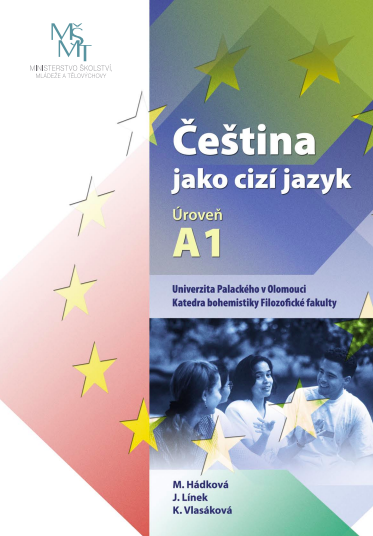 MŠMT
MINISTERSTVO ŠKOLSTVÍ,
MLÁDEŽE A TĚLOVÝCHOVY
Čeština
jako cizí jazyk
Úroveň
A1
Univerzita Palackého v Olomouci
Katedra bohemistiky Filozofické fakulty
M. Hádková
J. Línek
K. Vlasáková